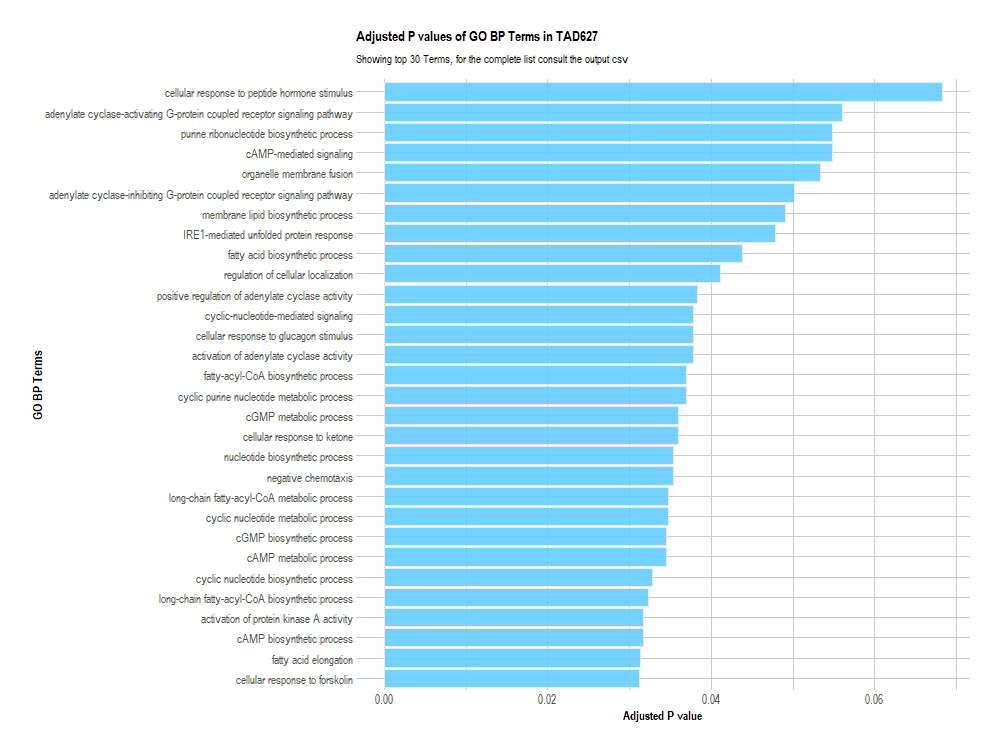 Adjusted P values of GO BP Terms in TAD627
Showing top 30 Terms, for the complete list consult the output csv
GO BP Terms
cellular response to peptide hormone stimulus
adenylate cyclase-activating G-protein coupled receptor signaling pathway
purine ribonucleotide biosynthetic process
cAMP-mediated signaling
organelle membrane fusion
adenylate cyclase-inhibiting G-protein coupled receptor signaling pathway
membrane lipid biosynthetic process
IRE1-mediated unfolded protein response
fatty acid biosynthetic process
regulation of cellular localization
positive regulation of adenylate cyclase activity
cyclic-nucleotide-mediated signaling
cellular response to glucagon stimulus
activation of adenylate cyclase activity
fatty-acyl-CoA biosynthetic process
cyclic purine nucleotide metabolic process
cGMP metabolic process
cellular response to ketone
nucleotide biosynthetic process
negative chemotaxis
long-chain fatty-acyl-CoA metabolic process
cyclic nucleotide metabolic process
cGMP biosynthetic process
cAMP metabolic process
cyclic nucleotide biosynthetic process
long-chain fatty-acyl-CoA biosynthetic process
activation of protein kinase A activity
cAMP biosynthetic process
fatty acid elongation
cellular response to forskolin
0.00 0.02 0.04 0.06
Adjusted P value